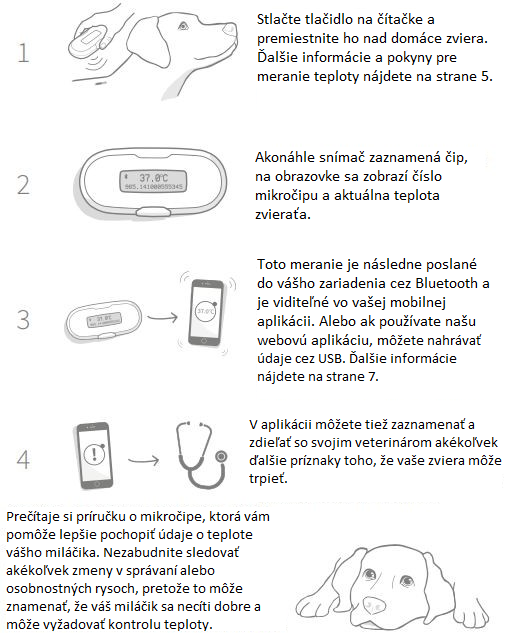 1
Stlačte tlačidlo na čítačke a
premiestnite ho nad domáce zviera.
Ďalšie informácie a pokyny pre
meranie teploty nájdete na strane 5.
2
37.0°C
985.141000555345
Akonáhle snímač zaznamená čip,
na obrazovke sa zobrazí číslo
mikročipu a aktuálna teplota
zvieraťa.
3
37.0°C
37.0°C
Toto meranie je následne poslané
do vášho zariadenia cez Bluetooth a
je viditeľné vo vašej mobilnej
aplikácii. Alebo ak používate našu
webovú aplikáciu, môžete nahrávať
údaje cez USB. Ďalšie informácie
nájdete na strane 7.
4
!
V aplikácii môžete tiež zaznamenať a
zdieľať so svojim veterinárom akékoľvek
ďalšie príznaky toho, že vaše zviera môže
trpieť.
Prečítaje si príručku o mikročipe, ktorá vám
pomôže lepšie pochopiť údaje o teplote
vášho miláčika. Nezabudnite sledovať
akékoľvek zmeny v správaní alebo
osobnostných rysoch, pretože to môže
znamenať, že váš miláčik sa necíti dobre a
môže vyžadovať kontrolu teploty.